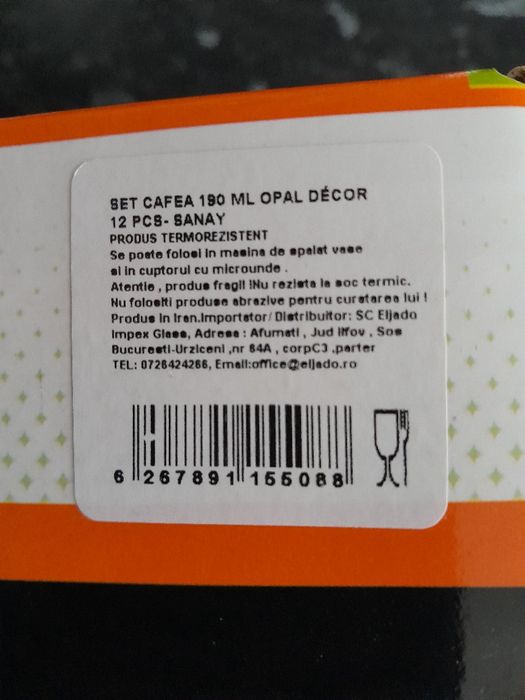 SET CAFEA 190 ML OPAL DÉCOR
12 PCS- SANAY
PRODUS TERMOREZISTENT
Se poate folosi in masina de spalat vase
si in cuptorul cu microunde .
Atentie , produs fragil !Nu rezista la soc termic.
Nu folositi produse abrazive pentru curatarea lui !
Produs in Iran.Importator/ Distribuitor: SC Eljado
Impex Glass, Adresa : Afumati , Jud Ilfov , Sos
Bucuresti-Urziceni ,nr 64A , corpC3 ,parter
TEL: 0726424266, Email:office@eljado.ro
6 267891 155088